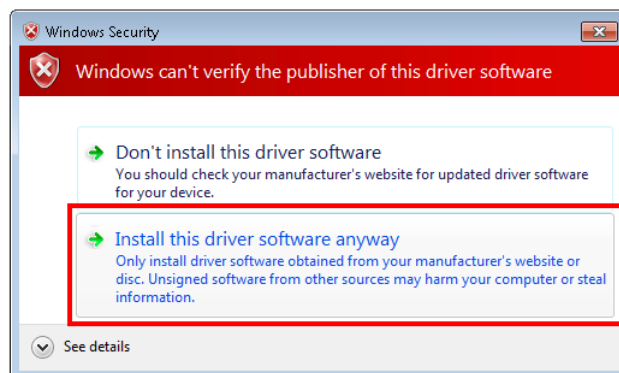 Windows Security
Windows can't verify the publisher of this driver software
Don't install this driver software
You should check your manufacturer's website for updated driver software
for your device.
Install this driver software anyway
Only install driver software obtained from your manufacturer's website or
disc. Unsigned software from other sources may harm your computer or steal
information.
See details